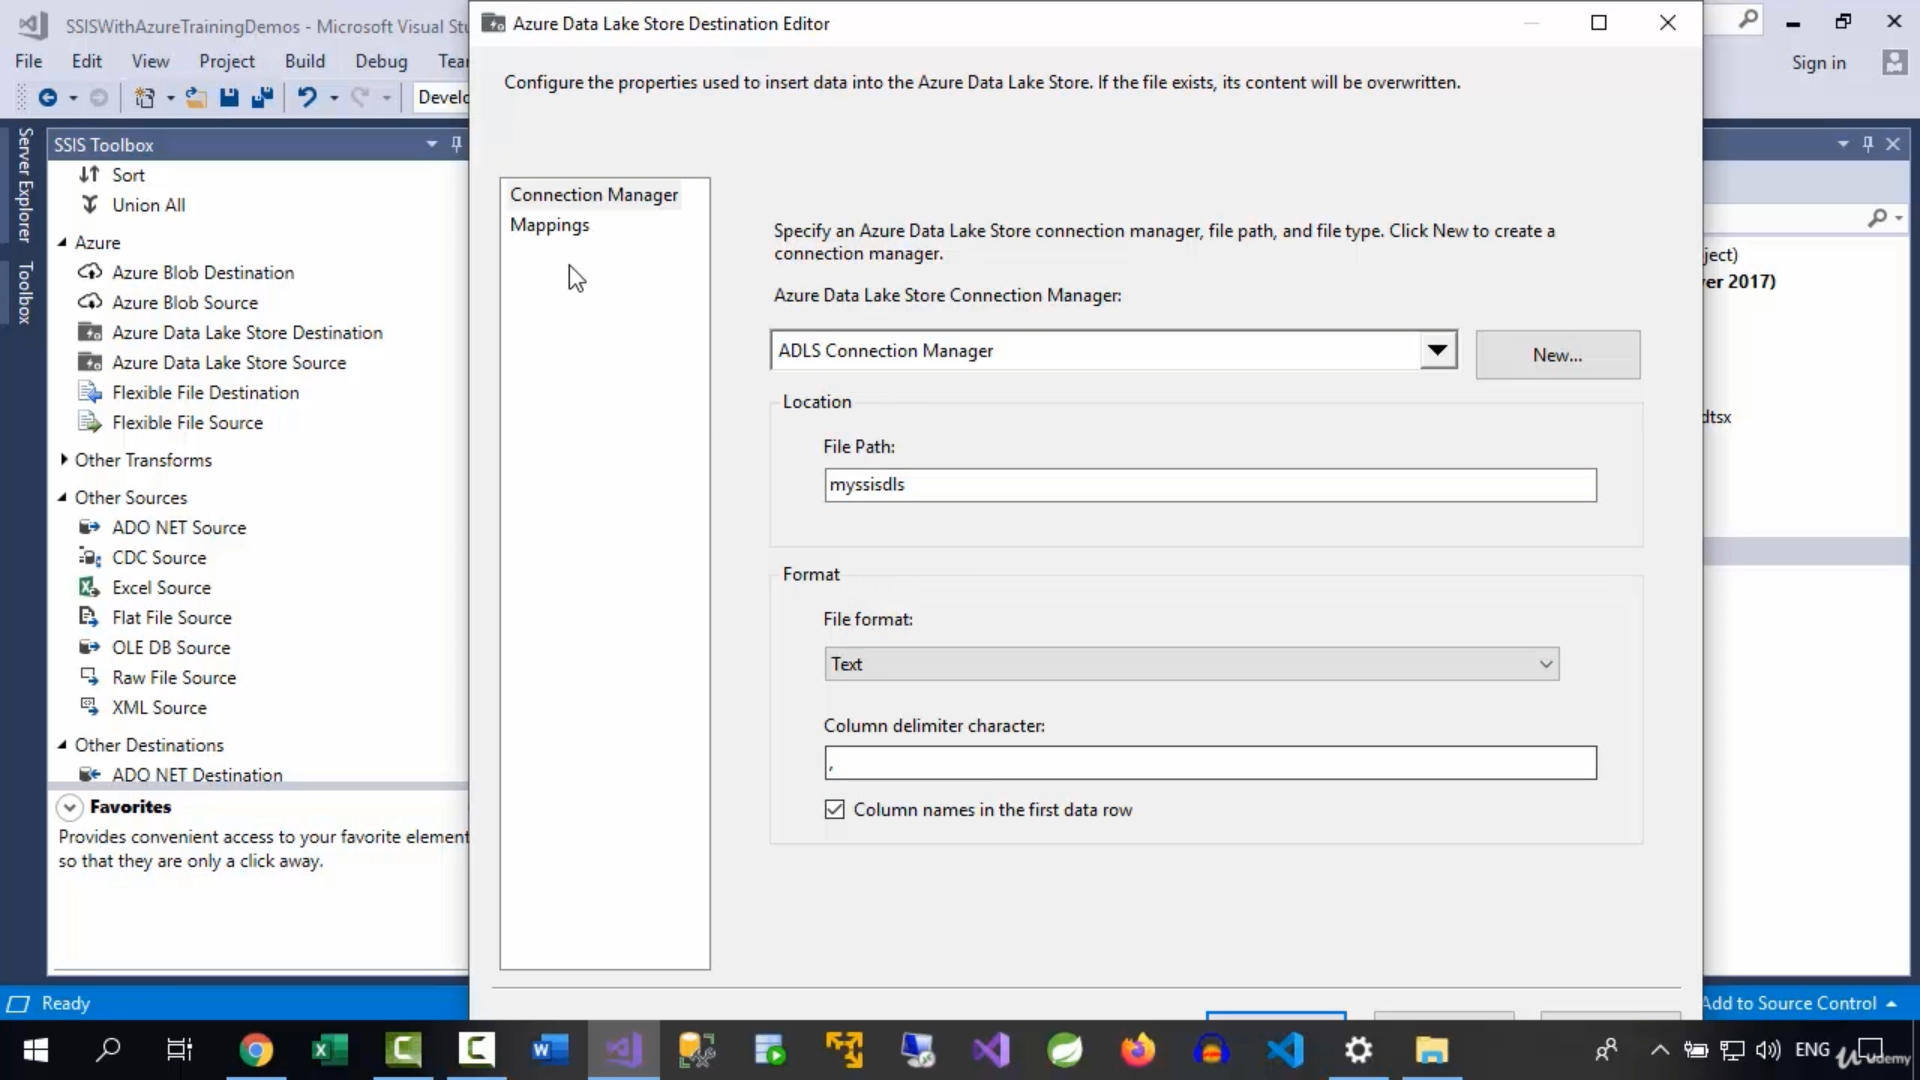 SSISWithAzureTrainingDemos - Microsoft Visual Stu
File Edit View Project Build Debug Tea
Develo
Sign in
Server Explorer
Toolbox
SSIS Toolbox
Sort
Union All
Azure
Azure Blob Destination
Azure Blob Source
Azure Data Lake Store Destination
Azure Data Lake Store Source
Flexible File Destination
Flexible File Source
Other Transforms
Other Sources
ADO NET Source
CDC Source
Excel Source
Flat File Source
OLE DB Source
Raw File Source
XML Source
Other Destinations
ADO NET Destination
Favorites
Provides convenient access to your favorite element
so that they are only a click away.
Azure Data Lake Store Destination Editor
Configure the properties used to insert data into the Azure Data Lake Store. If the file exists, its content will be overwritten.
Connection Manager
Mappings
Specify an Azure Data Lake Store connection manager, file path, and file type. Click New to create a
connection manager.
Azure Data Lake Store Connection Manager:
ADLS Connection Manager
New...
Location
File Path:
myssisdls
Format
File format:
Text
Column delimiter character:
,
Column names in the first data row
ject)
er 2017)
dtsx
Ready
Add to Source Control
ENG
Udemy